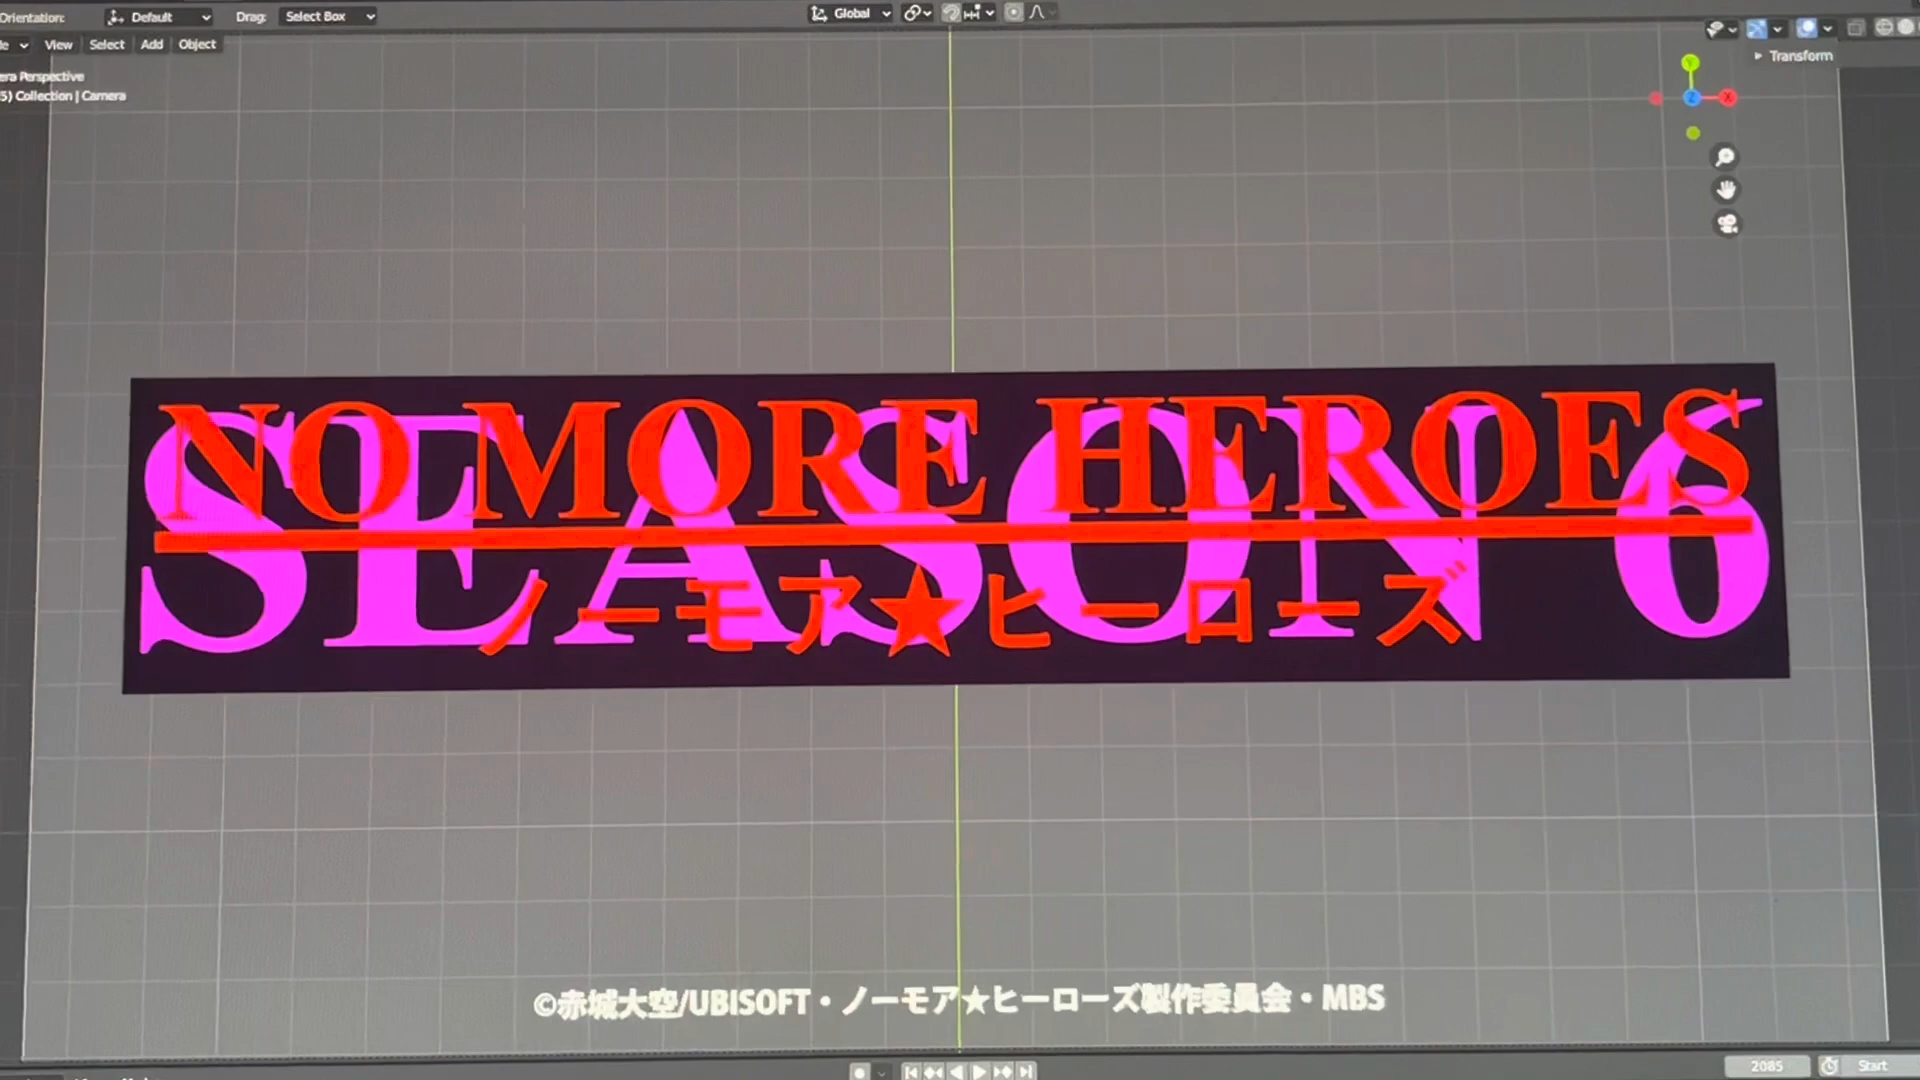 Orientation: Default Drag: Select Box Global
View Select Add Object
Transform
Perspective
5) Collection | Camera
Y
Z X
NO MORE HEROES
SEASON 6
ノーモア★ヒーローズ
©赤城大空/UBISOFT・ノーモア★ヒーローズ製作委員会・MBS
2085 Start